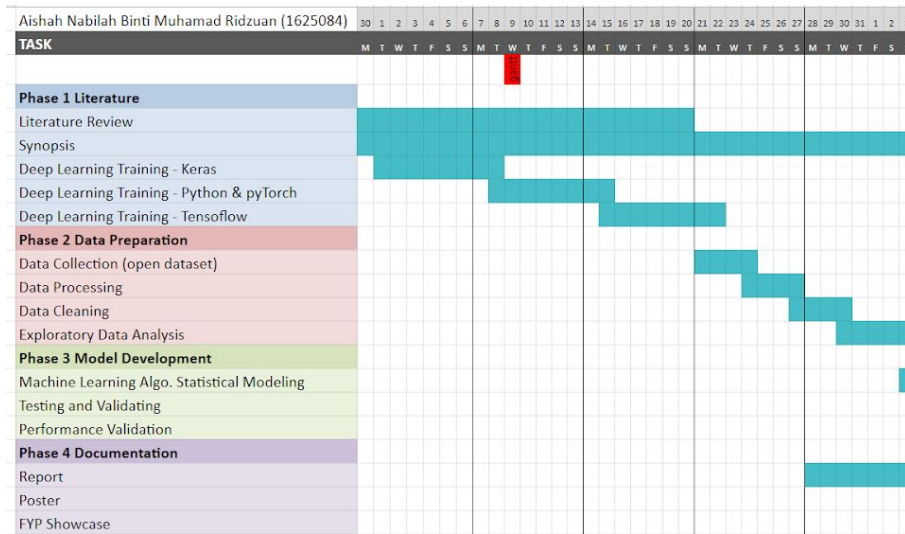 Aishah Nabilah Binti Muhamad Ridzuan (1625084) 30 1 2 3 4 5 6 7 8 9 10 11 12 13 14 15 16 17 18 19 20 21 22 23 24 25 26 27 28 29 30 31 1 2
TASK M T W T F S S M T W T F S S M T W T F S S M T W T F S S M T W T F S
gantt
Phase 1 Literature
Literature Review
Synopsis
Deep Learning Training - Keras
Deep Learning Training - Python & pyTorch
Deep Learning Training - Tensoflow
Phase 2 Data Preparation
Data Collection (open dataset)
Data Processing
Data Cleaning
Exploratory Data Analysis
Phase 3 Model Development
Machine Learning Algo. Statistical Modeling
Testing and Validating
Performance Validation
Phase 4 Documentation
Report
Poster
FYP Showcase